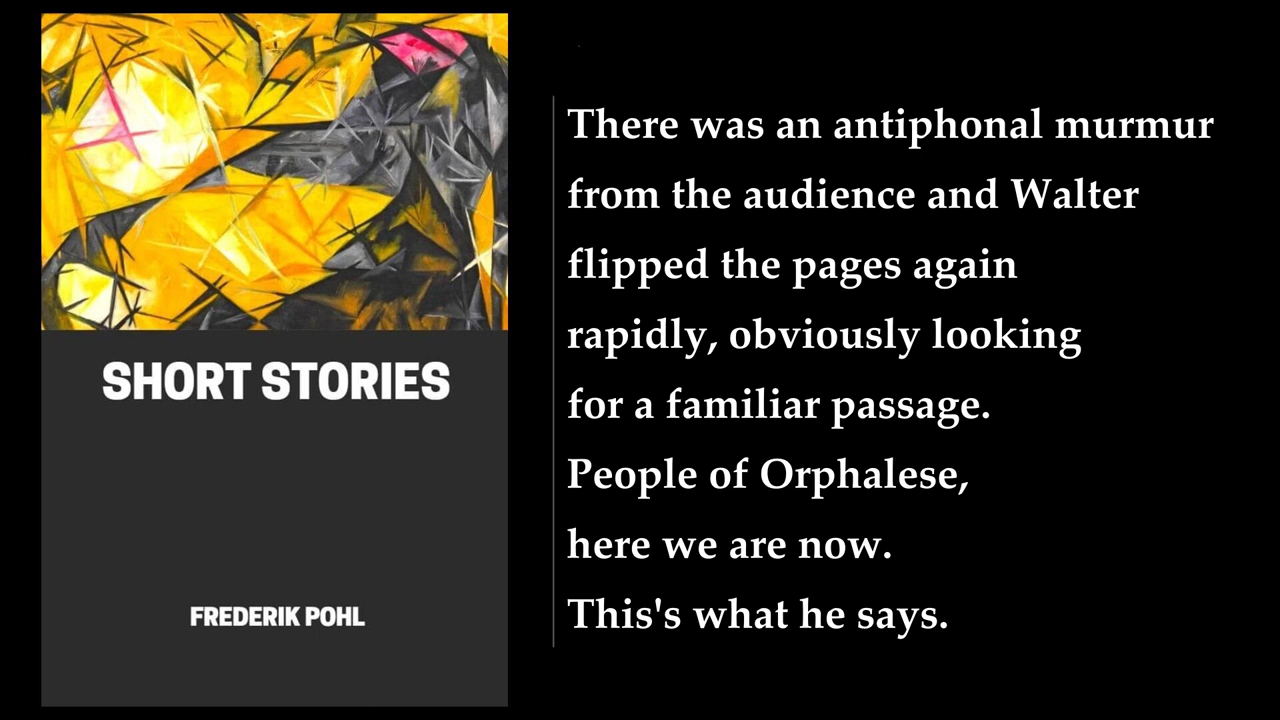 SHORT STORIES
FREDERIK POHL
There was an antiphonal murmur
from the audience and Walter
flipped the pages again
rapidly, obviously looking
for a familiar passage.
People of Orphalese,
here we are now.
This's what he says.